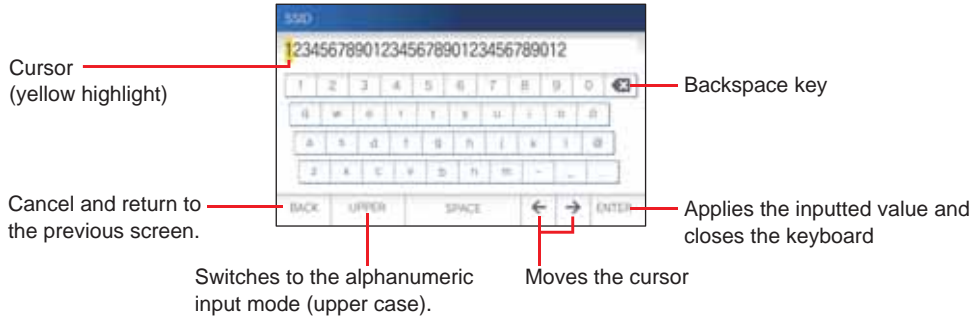 SSID
12345678901234567890123456789012
Cursor
(yellow highlight)
1 2 3 4 5 6 7 8 9 0
Backspace key
q w e r t y u i o p
a s d f g h j k l @
z x c v b n m - _ .
Cancel and return to
the previous screen.
BACK UPPER SPACE ← → ENTER
Applies the inputted value and
closes the keyboard
Switches to the alphanumeric
input mode (upper case).
Moves the cursor